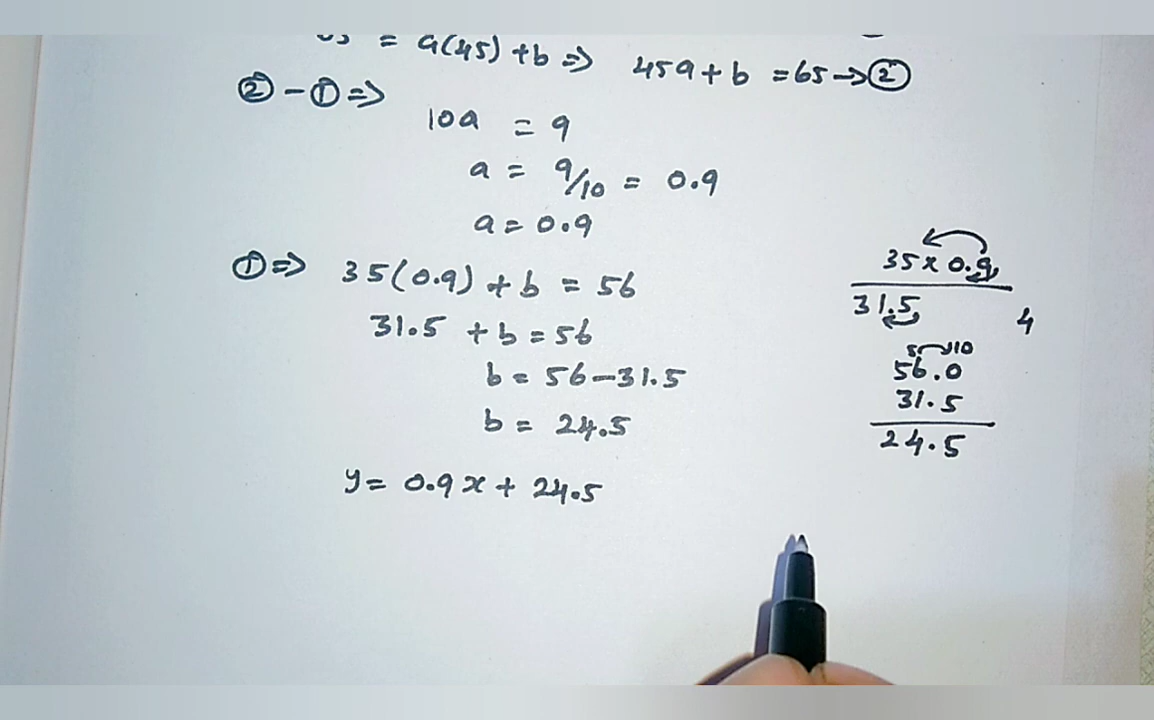 = a(45) + b ⇒ 45a + b = 65 → ②
② - ① ⇒
10a = 9
a = 9/10 = 0.9
a = 0.9
① ⇒ 35(0.9) + b = 56
31.5 + b = 56
b = 56 - 31.5
b = 24.5
y = 0.9x + 24.5
35 x 0.9
31.5
4
5 10
56.0
31.5
24.5